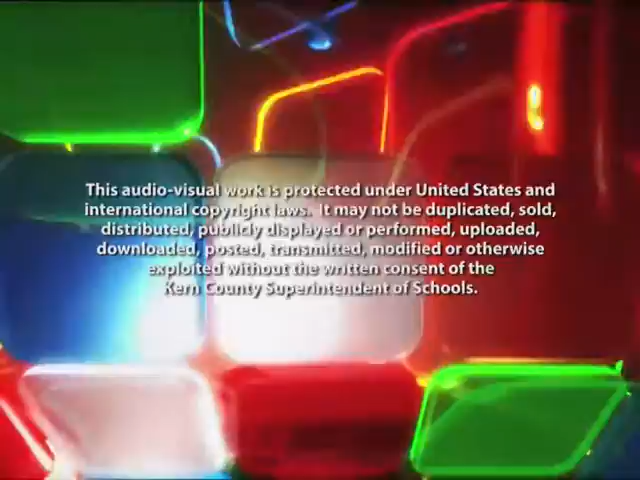 This audio-visual work is protected under United States and
international copyright laws.  It may not be duplicated, sold,
distributed, publicly displayed or performed, uploaded,
downloaded, posted, transmitted, modified or otherwise
exploited without the written consent of the
Kern County Superintendent of Schools.